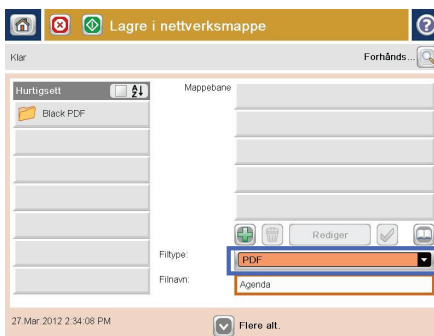 Lagre i nettverksmappe
Klar
Forhånds...
Hurtigsett
Mappebane
Black PDF
Rediger
Filtype:
PDF
Filnavn:
Agenda
27.Mar.2012 2:34:08 PM
Flere alt.